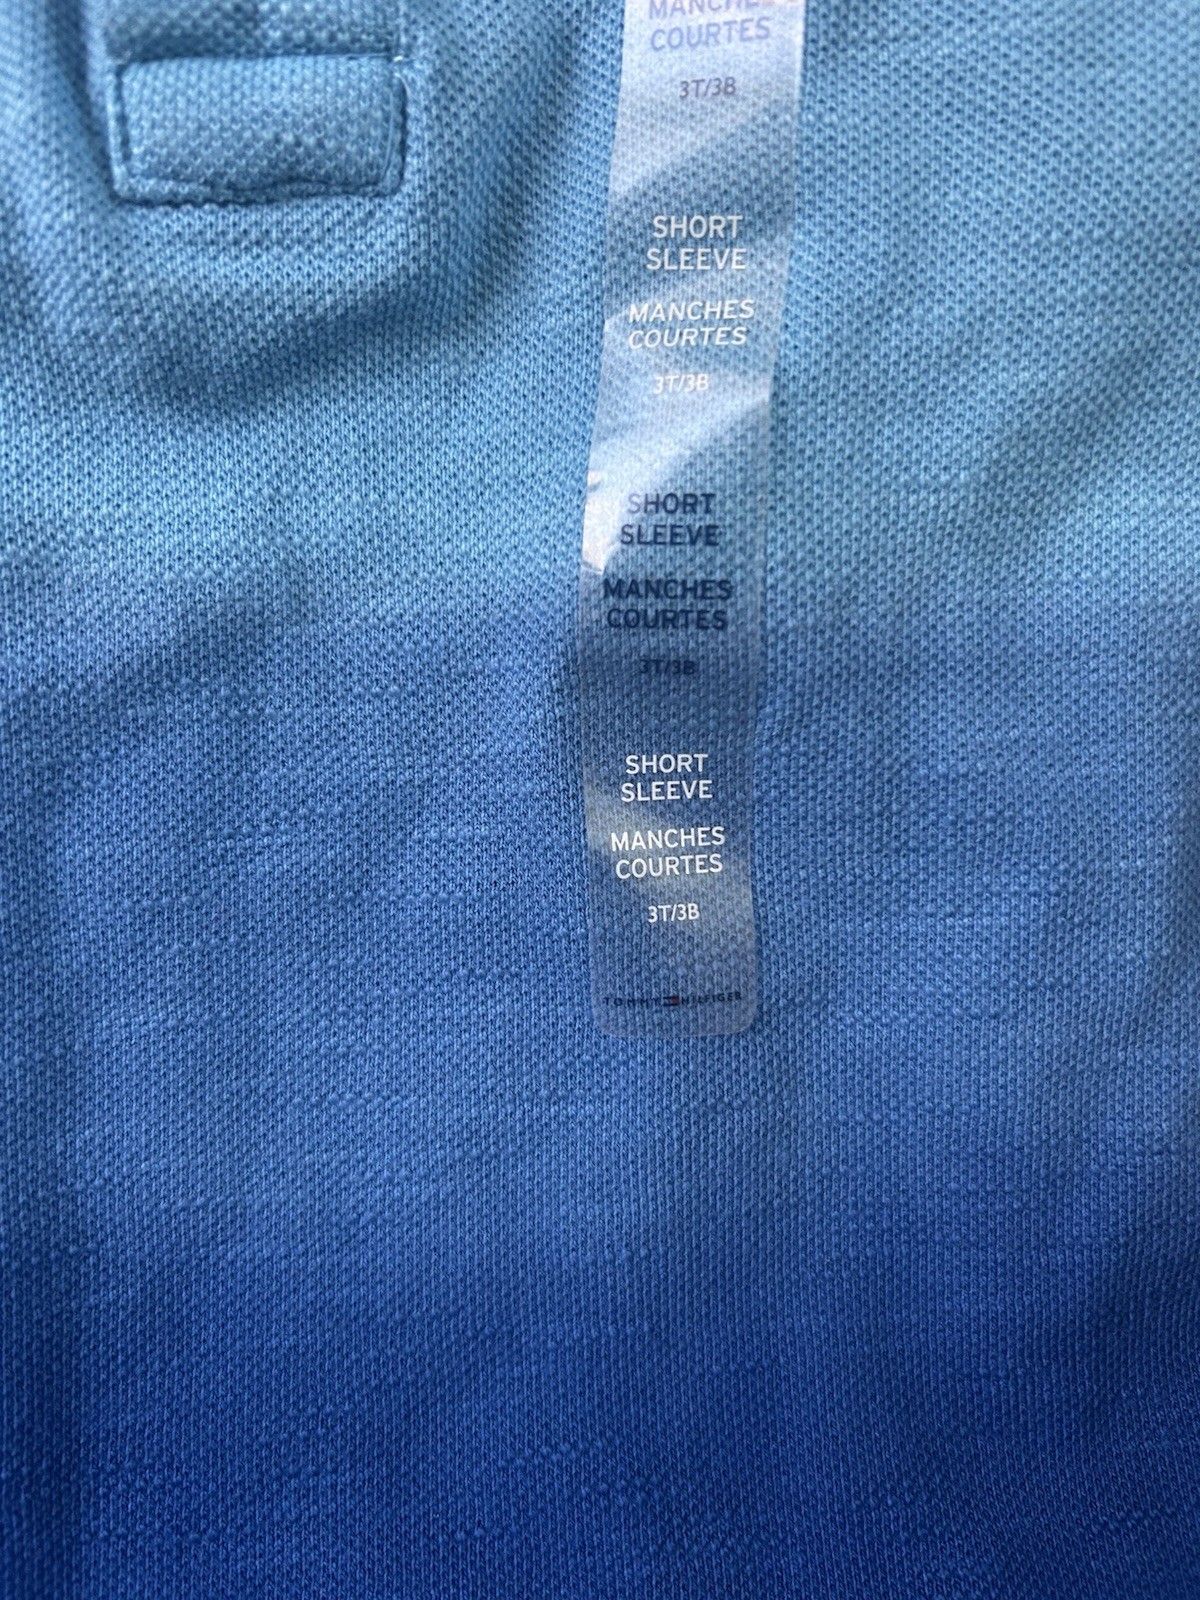 MANCHES
COURTES
3T/3B
SHORT
SLEEVE
MANCHES
COURTES
3T/3B
SHORT
SLEEVE
MANCHES
COURTES
3T/3B
SHORT
SLEEVE
MANCHES
COURTES
3T/3B
TOMMY HILFIGER